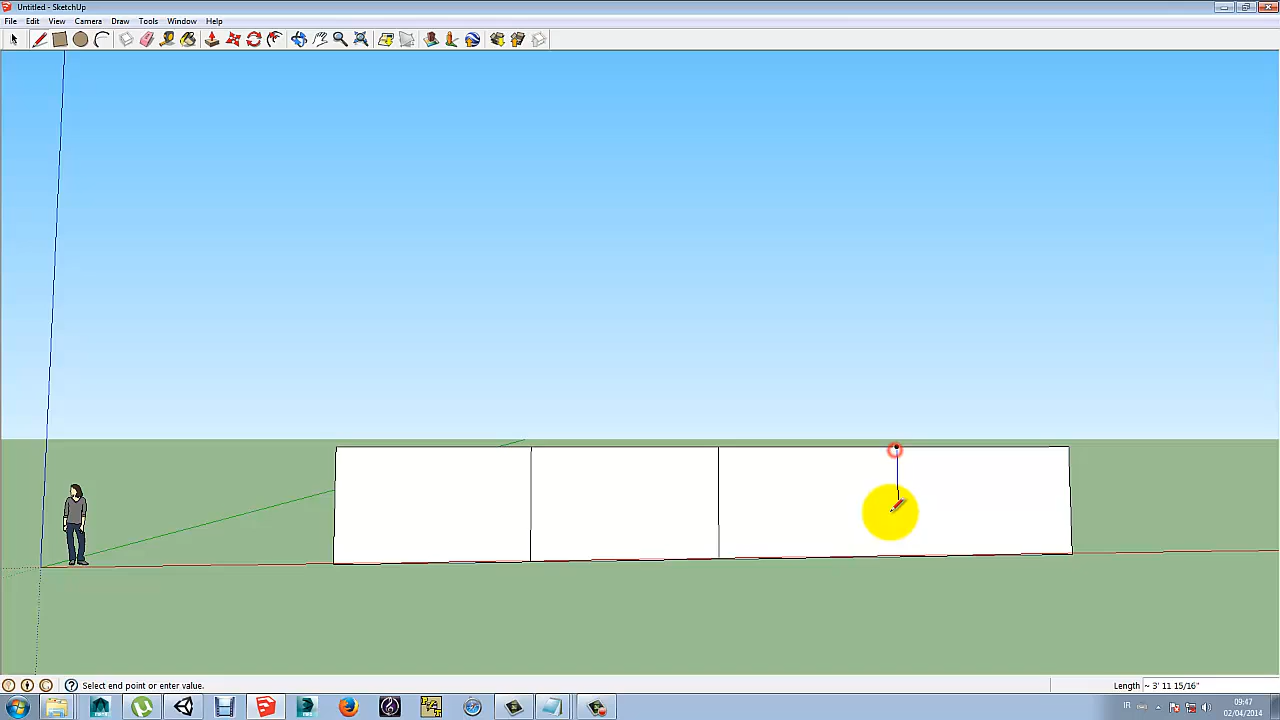 Untitled - SketchUp
File Edit View Camera Draw Tools Window Help
Select end point or enter value.
Length ~ 3' 11 15/16"
IR
09:47
02/04/2014